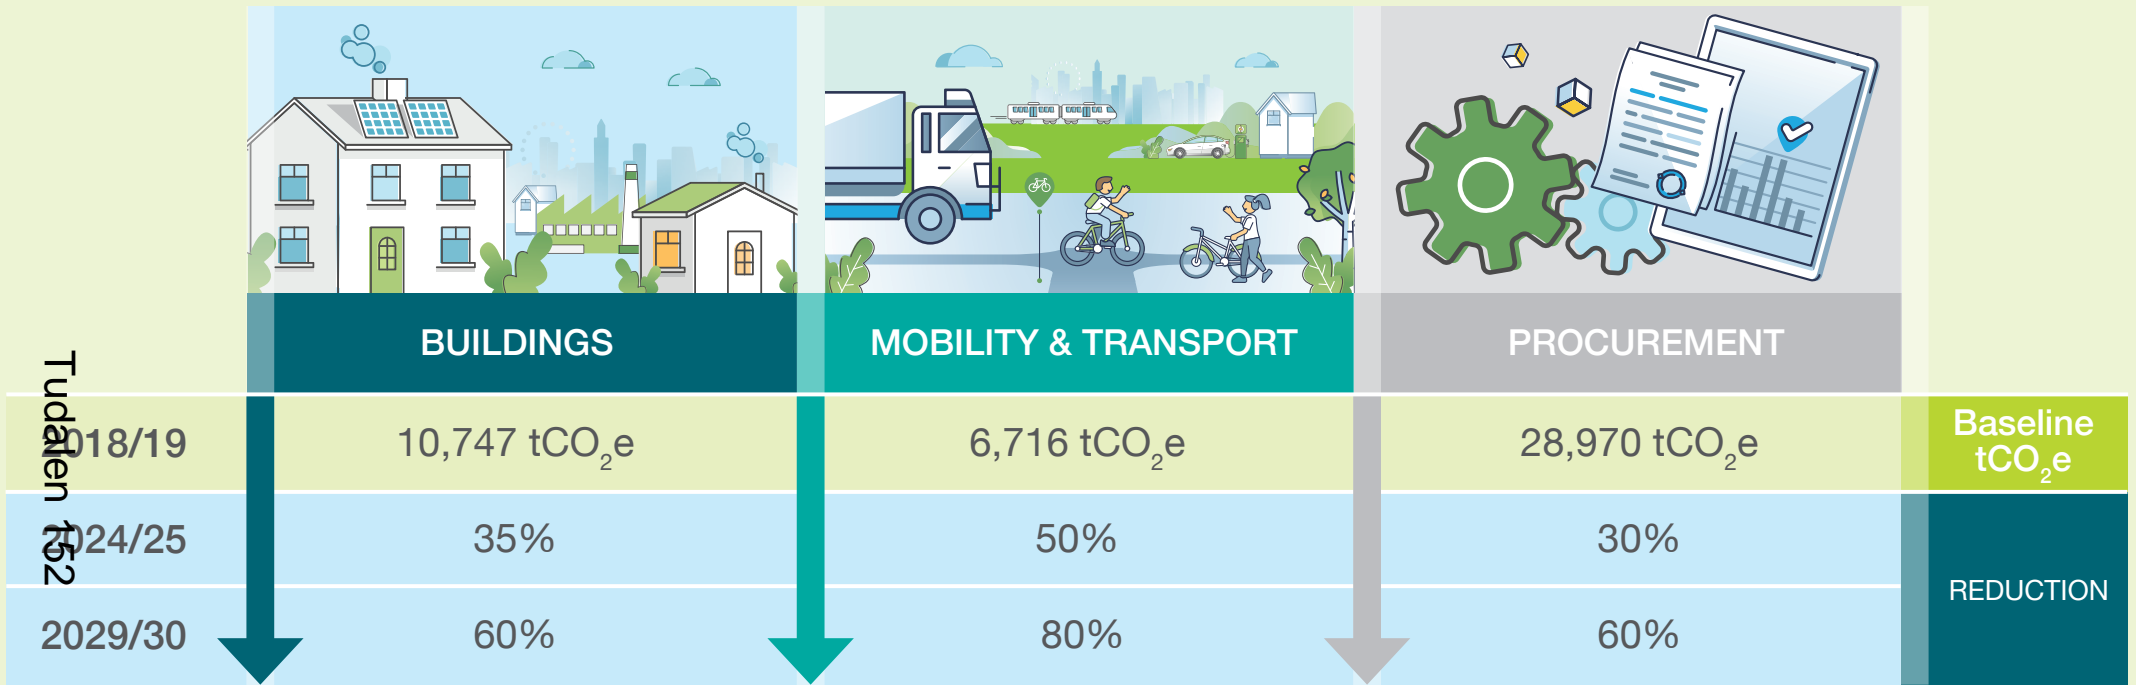 BUILDINGS
MOBILITY & TRANSPORT
PROCUREMENT
2018/19
10,747 tCO₂e
6,716 tCO₂e
28,970 tCO₂e
Baseline
tCO₂e
2024/25
35%
50%
30%
REDUCTION
2029/30
60%
80%
60%
Tudalen 152